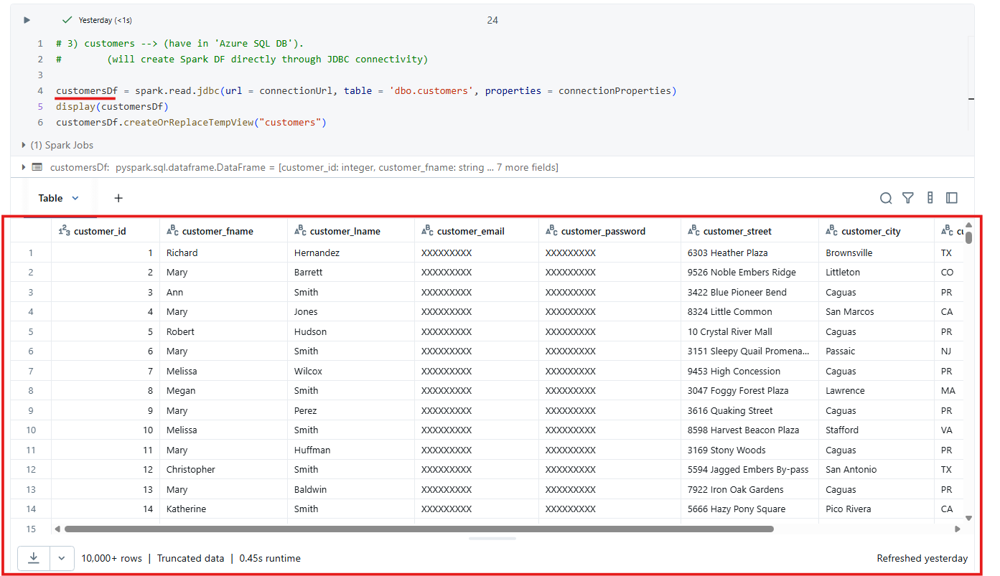 Yesterday (<1s) 24
1 # 3) customers --> (have in 'Azure SQL DB').
2 # (will create Spark DF directly through JDBC connectivity)
3
4 customersDf = spark.read.jdbc(url = connectionUrl, table = 'dbo.customers', properties = connectionProperties)
5 display(customersDf)
6 customersDf.createOrReplaceTempView("customers")
(1) Spark Jobs
customersDf: pyspark.sql.dataframe.DataFrame = [customer_id: integer, customer_fname: string ... 7 more fields]
Table +
1 2 3 customer_id ABC customer_fname ABC customer_lname ABC customer_email ABC customer_password ABC customer_street ABC customer_city ABC cu
1 1 Richard Hernandez XXXXXXXXX XXXXXXXXX 6303 Heather Plaza Brownsville TX
2 2 Mary Barrett XXXXXXXXX XXXXXXXXX 9526 Noble Embers Ridge Littleton CO
3 3 Ann Smith XXXXXXXXX XXXXXXXXX 3422 Blue Pioneer Bend Caguas PR
4 4 Mary Jones XXXXXXXXX XXXXXXXXX 8324 Little Common San Marcos CA
5 5 Robert Hudson XXXXXXXXX XXXXXXXXX 10 Crystal River Mall Caguas PR
6 6 Mary Smith XXXXXXXXX XXXXXXXXX 3151 Sleepy Quail Promena... Passaic NJ
7 7 Melissa Wilcox XXXXXXXXX XXXXXXXXX 9453 High Concession Caguas PR
8 8 Megan Smith XXXXXXXXX XXXXXXXXX 3047 Foggy Forest Plaza Lawrence MA
9 9 Mary Perez XXXXXXXXX XXXXXXXXX 3616 Quaking Street Caguas PR
10 10 Melissa Smith XXXXXXXXX XXXXXXXXX 8598 Harvest Beacon Plaza Stafford VA
11 11 Mary Huffman XXXXXXXXX XXXXXXXXX 3169 Stony Woods Caguas PR
12 12 Christopher Smith XXXXXXXXX XXXXXXXXX 5594 Jagged Embers By-pass San Antonio TX
13 13 Mary Baldwin XXXXXXXXX XXXXXXXXX 7922 Iron Oak Gardens Caguas PR
14 14 Katherine Smith XXXXXXXXX XXXXXXXXX 5666 Hazy Pony Square Pico Rivera CA
15
10,000+ rows | Truncated data | 0.45s runtime Refreshed yesterday